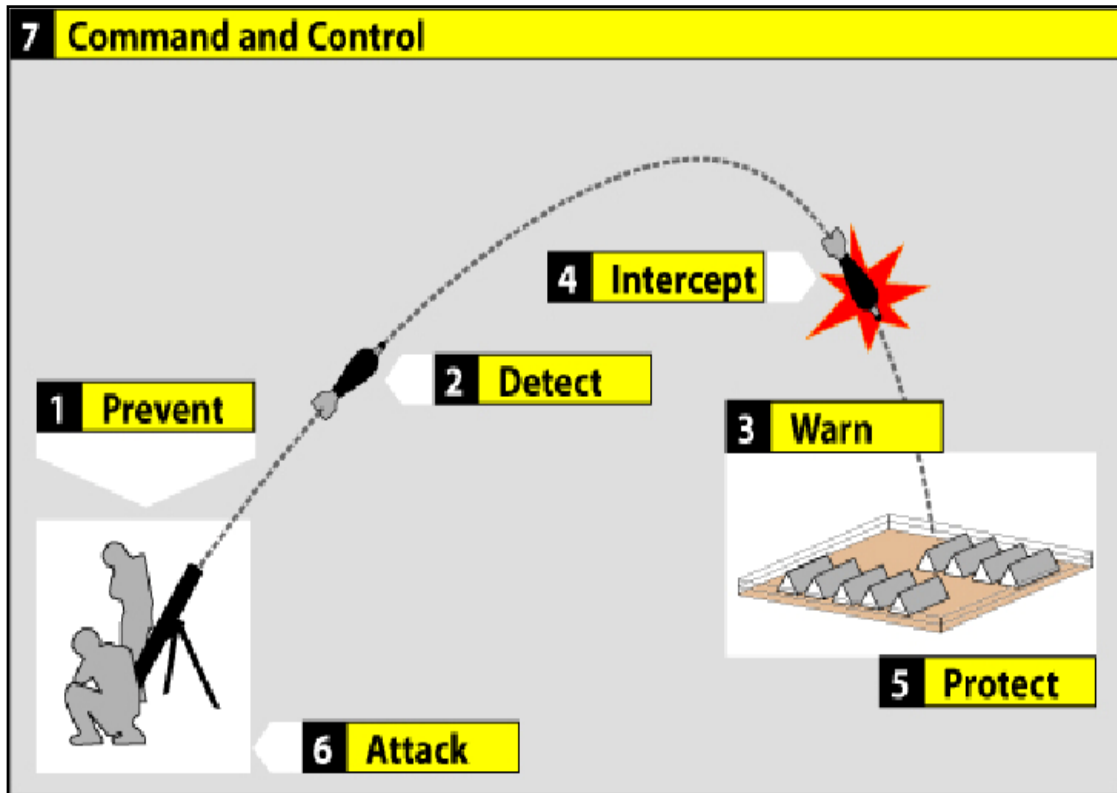 7 Command and Control
4 Intercept
2 Detect
1 Prevent
3 Warn
5 Protect
6 Attack